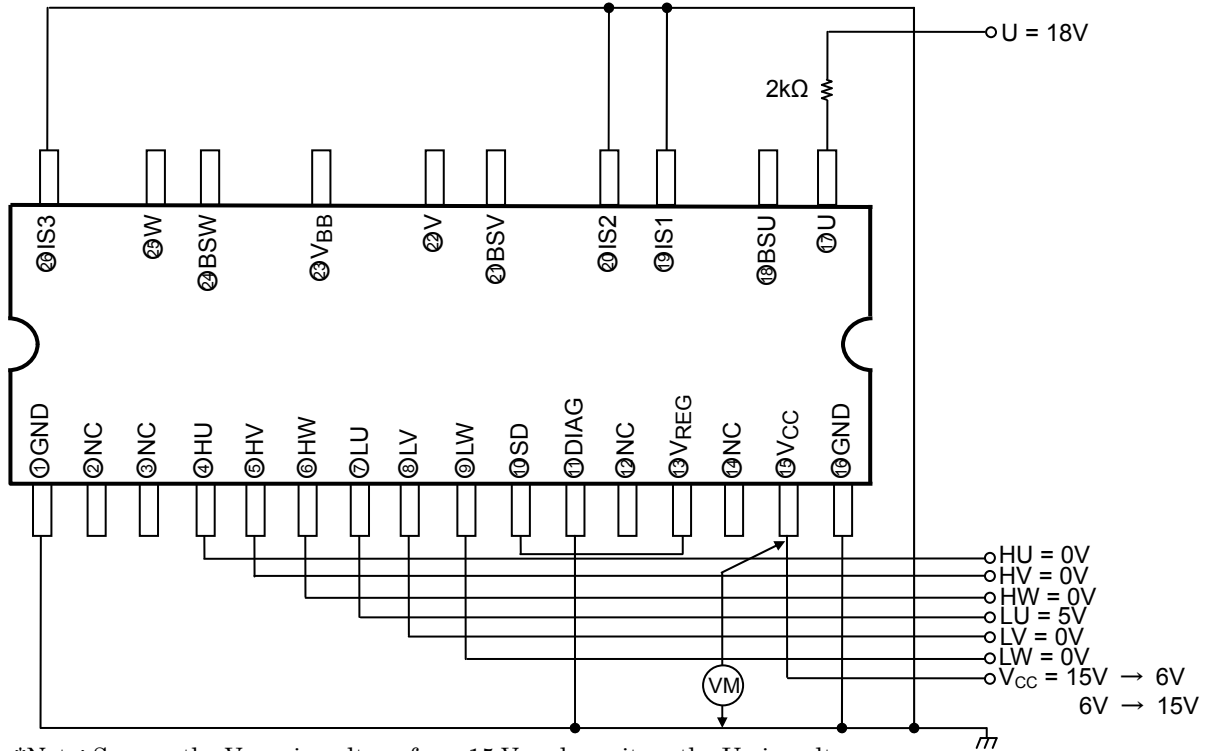 U = 18V
2kΩ
㉖IS3
㉕W
㉔BSW
㉓VBB
㉒V
㉑BSV
⑳IS2
⑲IS1
⑱BSU
⑰U
①GND
②NC
③NC
④HU
⑤HV
⑥HW
⑦LU
⑧LV
⑨LW
⑩SD
⑪DIAG
⑫NC
⑬VREG
⑭NC
⑮VCC
⑯GND
HU = 0V
HV = 0V
HW = 0V
LU = 5V
LV = 0V
LW = 0V
VM
VCC = 15V → 6V
6V → 15V